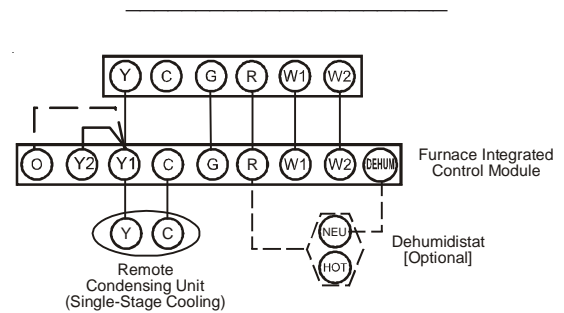 Y C G R W1 W2
O Y2 Y1 C G R W1 W2 DEHUM
Furnace Integrated
Control Module
Y C
NEU
HOT
Dehumidistat
[Optional]
Remote
Condensing Unit
(Single-Stage Cooling)